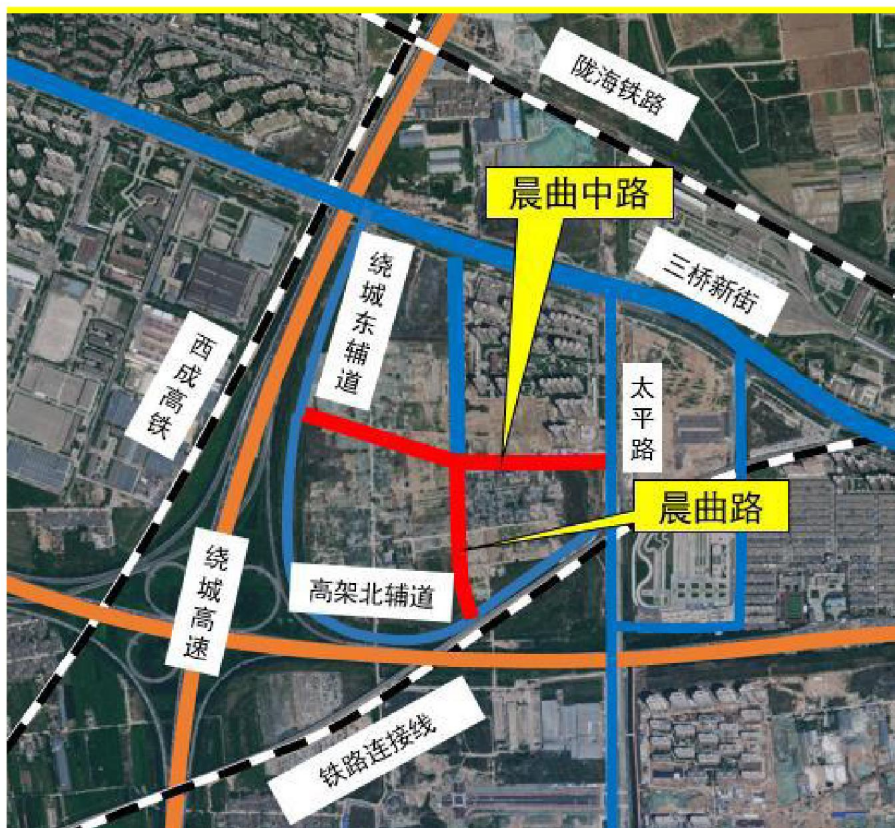 陇海铁路
晨曲中路
三桥新街
绕城东辅道
西成高铁
太平路
晨曲路
绕城高速
高架北辅道
铁路连接线